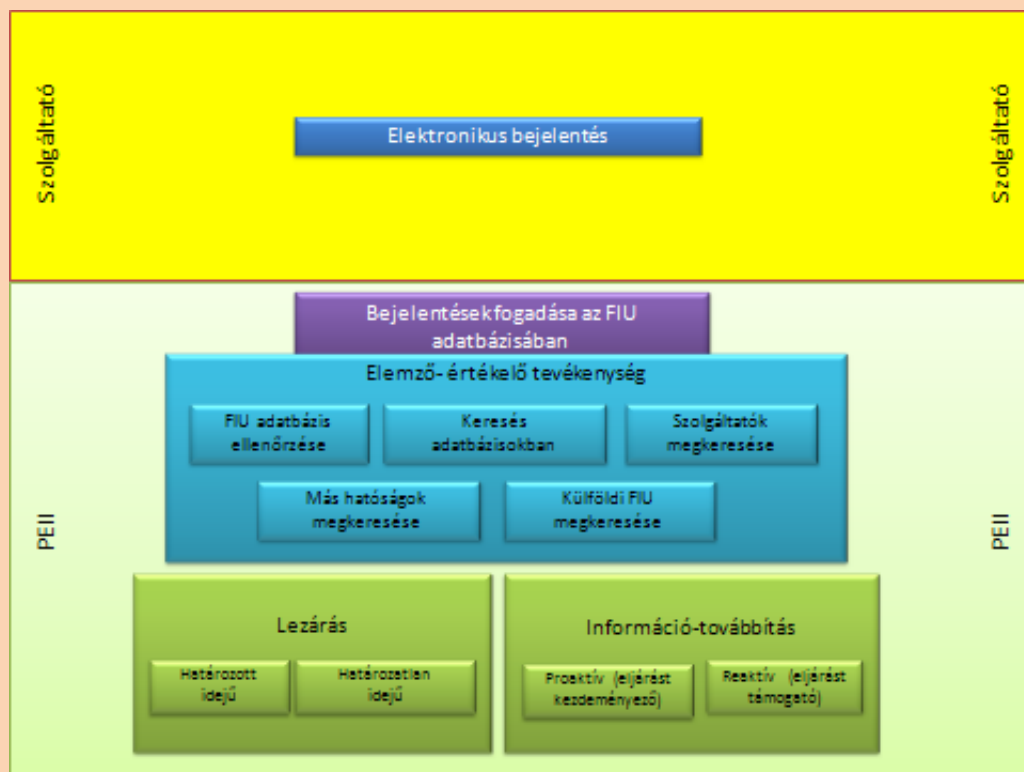 Szolgáltató
Szolgáltató
Elektronikus bejelentés
Bejelentésekfogadása az FIU
adatbázisában
Elemző- értékelő tevékenység
FIU adatbázis
ellenőrzése
Keresés
adatbázisokban
Szolgáltatók
megkeresése
Más hatóságok
megkeresése
Külföldi FIU
megkeresése
PEII
PEII
Lezárás
Határozott
idejű
Határozatlan
idejű
Információ-továbbítás
Proaktív (eljárást
kezdeményező)
Reaktív (eljárást
támogató)